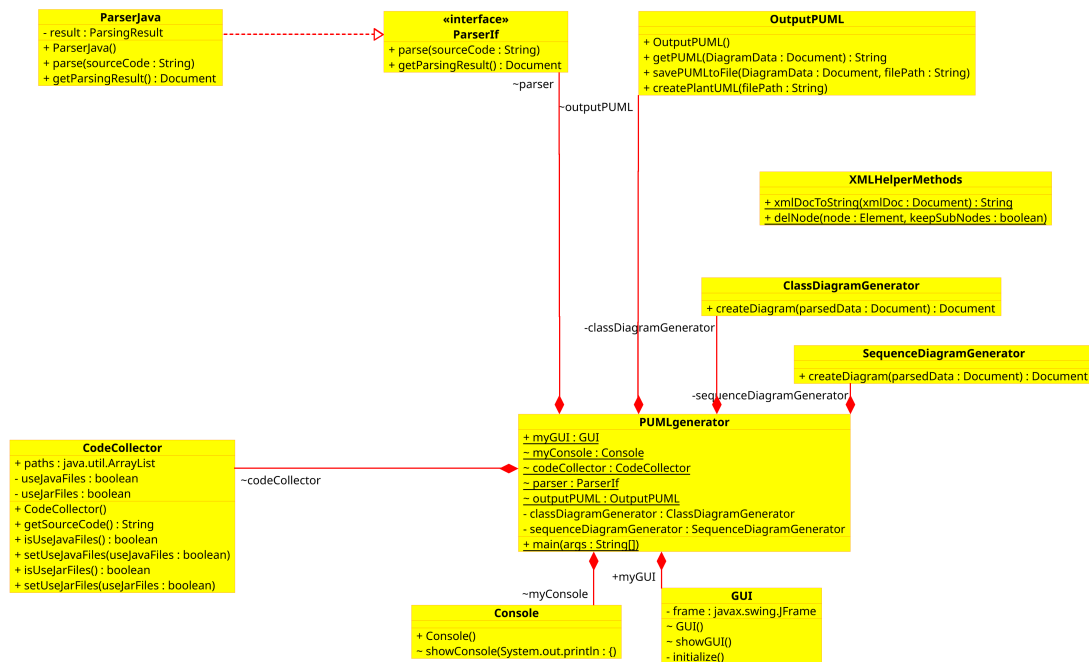 ParserJava
- result : ParsingResult
+ ParserJava()
+ parse(sourceCode : String)
+ getParsingResult() : Document
«interface»
ParserIf
+ parse(sourceCode : String)
+ getParsingResult() : Document
OutputPUML
+ OutputPUML()
+ getPUML(DiagramData : Document) : String
+ savePUMLtoFile(DiagramData : Document, filePath : String)
+ createPlantUML(filePath : String)
~parser
~outputPUML
XMLHelperMethods
+ xmlDocToString(xmlDoc : Document) : String
+ delNode(node : Element, keepSubNodes : boolean)
ClassDiagramGenerator
+ createDiagram(parsedData : Document) : Document
-classDiagramGenerator
SequenceDiagramGenerator
+ createDiagram(parsedData : Document) : Document
-sequenceDiagramGenerator
PUMLgenerator
+ myGUI : GUI
~ myConsole : Console
~ codeCollector : CodeCollector
~ parser : ParserIf
~ outputPUML : OutputPUML
- classDiagramGenerator : ClassDiagramGenerator
- sequenceDiagramGenerator : SequenceDiagramGenerator
+ main(args : String[])
CodeCollector
+ paths : java.util.ArrayList
- useJavaFiles : boolean
- useJarFiles : boolean
+ CodeCollector()
+ getSourceCode() : String
+ isUseJavaFiles() : boolean
+ setUseJavaFiles(useJavaFiles : boolean)
+ isUseJarFiles() : boolean
+ setUseJarFiles(useJarFiles : boolean)
~codeCollector
~myConsole
+myGUI
Console
+ Console()
~ showConsole(System.out.println : {)
GUI
- frame : javax.swing.JFrame
~ GUI()
~ showGUI()
- initialize()